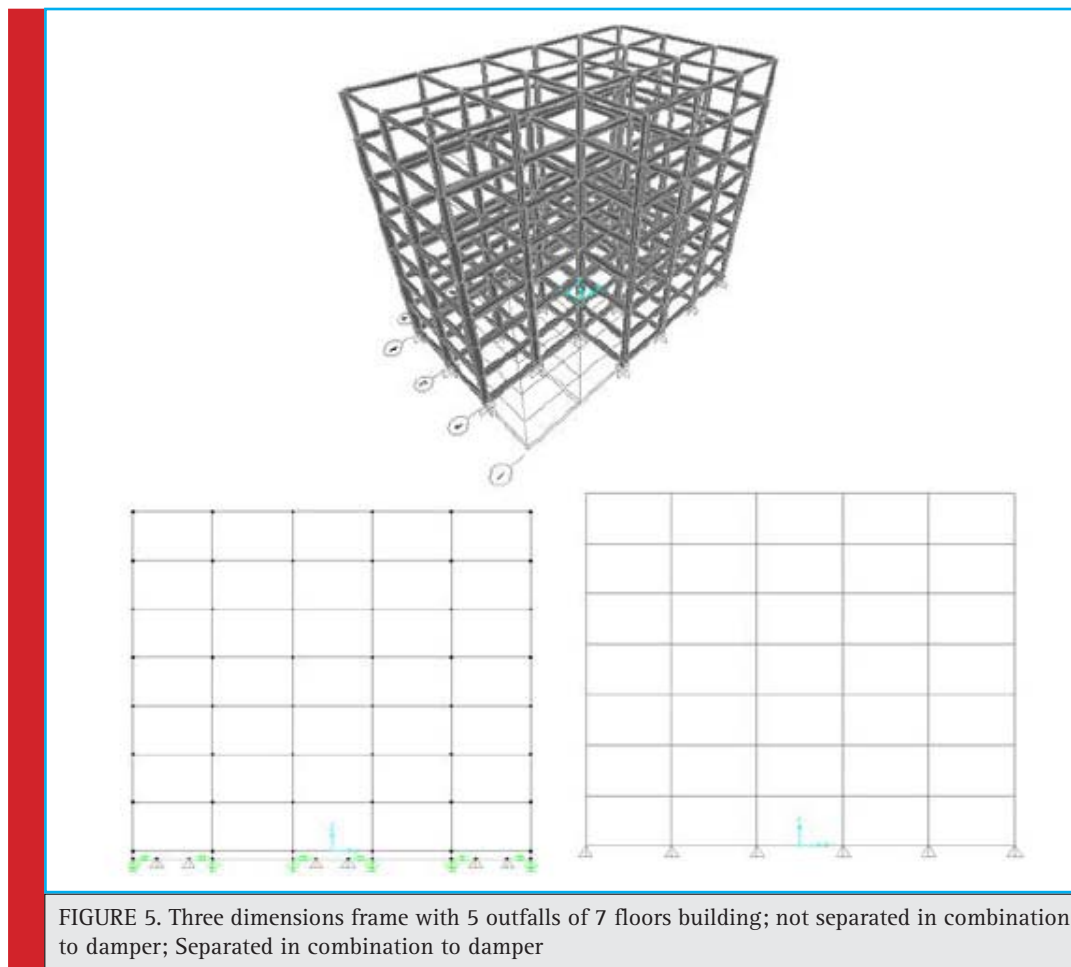 FIGURE 5. Three dimensions frame with 5 outfalls of 7 floors building; not separated in combination
to damper; Separated in combination to damper